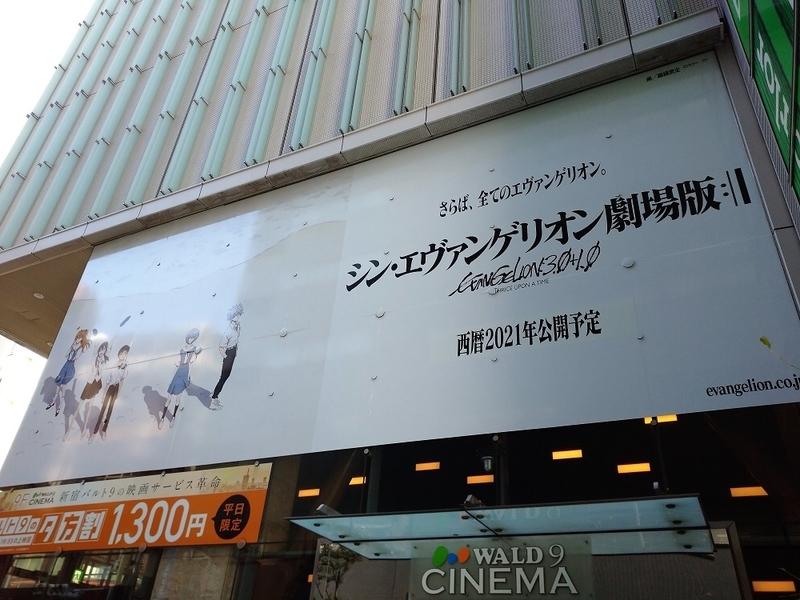 さらば、全てのエヴァンゲリオン。
シン・エヴァンゲリオン劇場版:||
EVANGELION:3.0+1.0
THRICE UPON A TIME
西暦2021年公開予定
evangelion.co.jp
9F
CINEMA
新宿バルト9の映画サービス革命
夕方割
1,300円
平日
限定
WALD 9
CINEMA